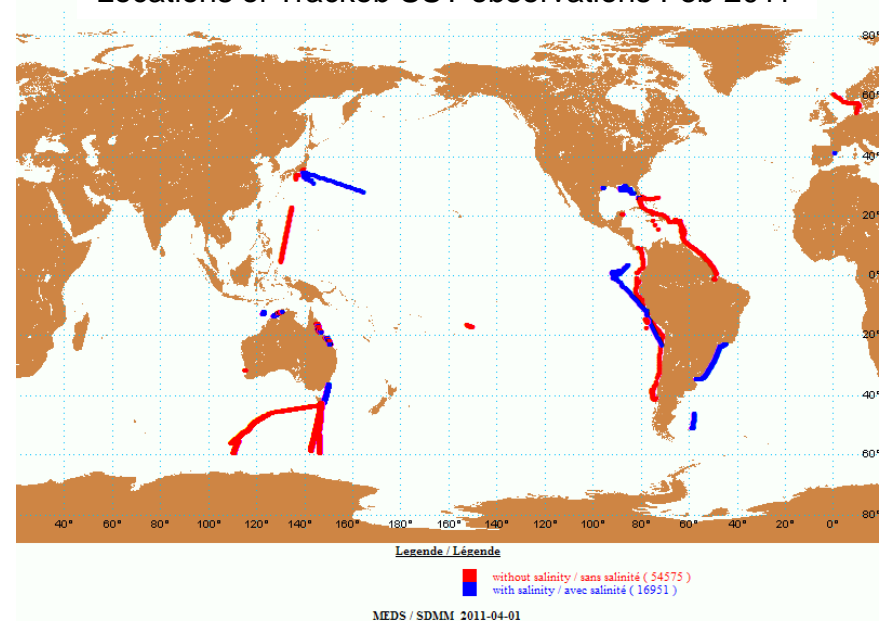 Locations of Trackob SST observations Feb 2011
80°
60°
40°
20°
0°
20°
40°
60°
80°
40° 60° 80° 100° 120° 140° 160° 180° 160° 140° 120° 100° 80° 60° 40° 20° 0°
Legende / Légende
without salinity / sans salinité ( 54575 )
with salinity / avec salinité ( 16951 )
MEDS / SDMM 2011-04-01